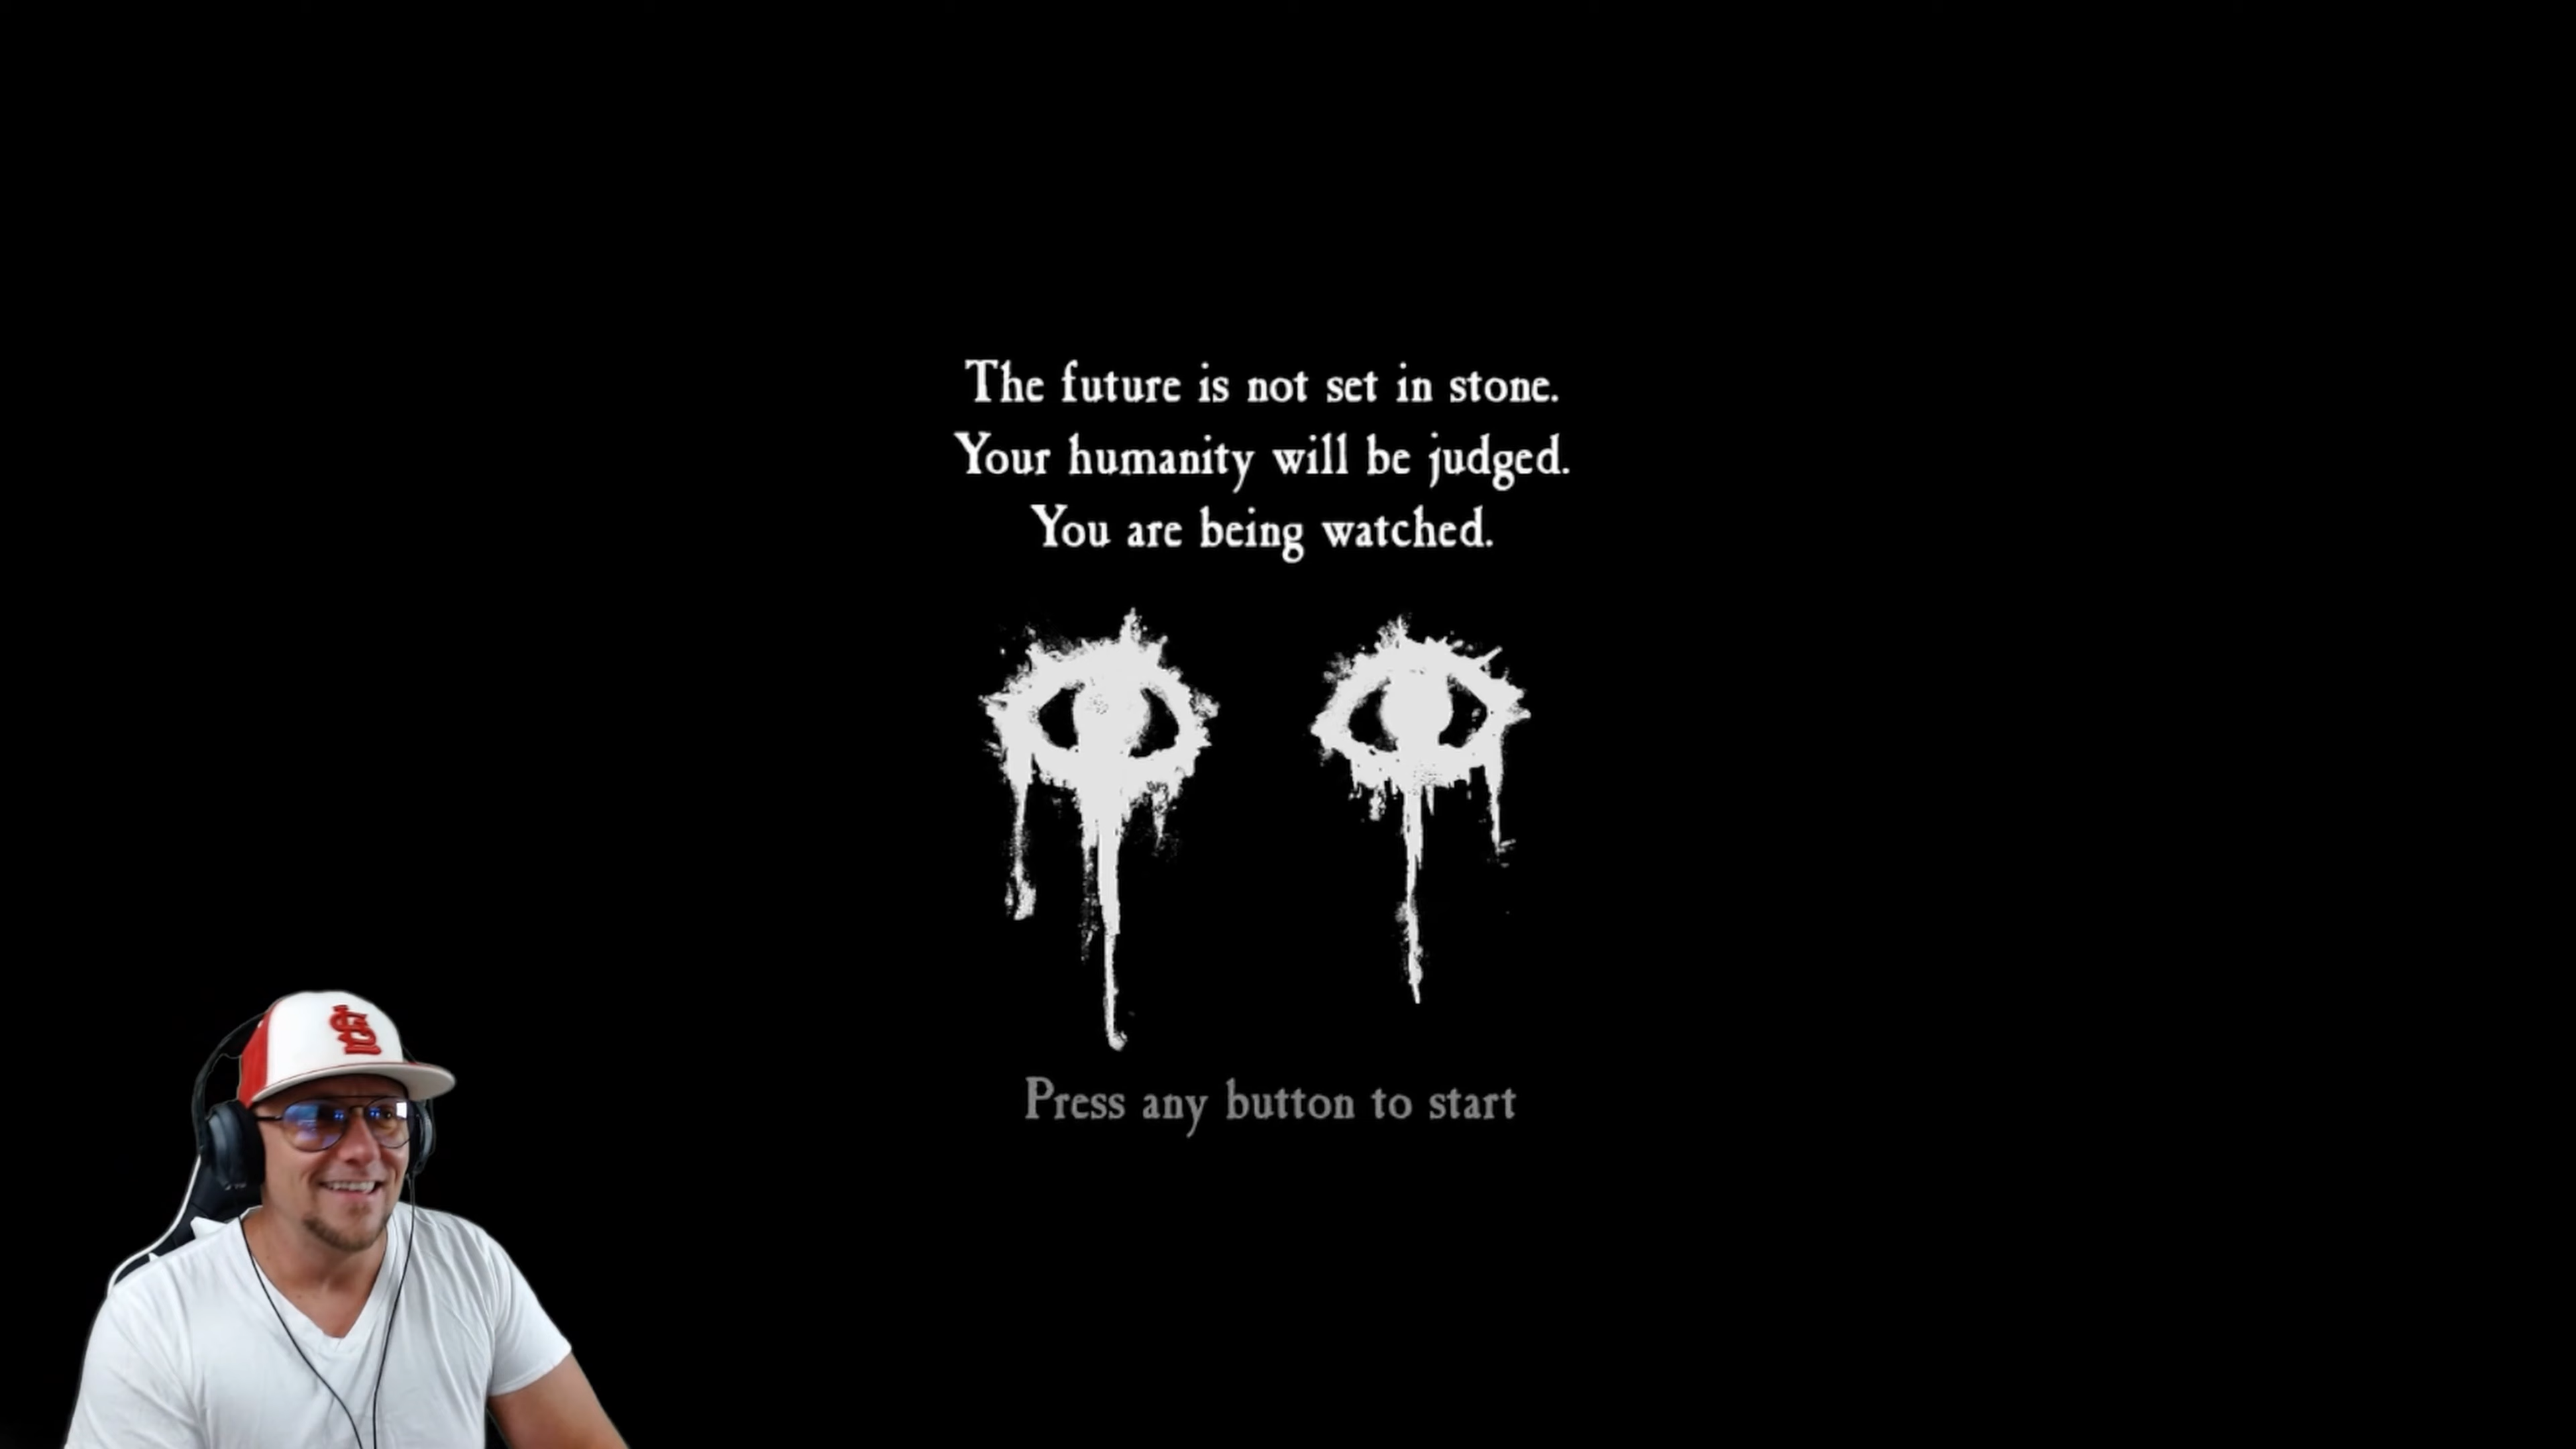 The future is not set in stone.
Your humanity will be judged.
You are being watched.
Press any button to start
STL